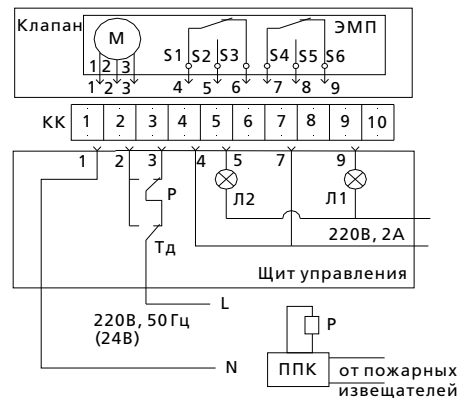 Клапан
ЭМП
М
S1 S2 S3 S4 S5 S6
1 2 3
1 2 3 4 5 6 7 8 9
КК 1 2 3 4 5 6 7 8 9 10
1 2 3 4 5 7 9
Р
Л2 Л1
220В, 2А
Тд
Щит управления
L
220В, 50 Гц
(24В)
Р
N
ППК
от пожарных
извещателей